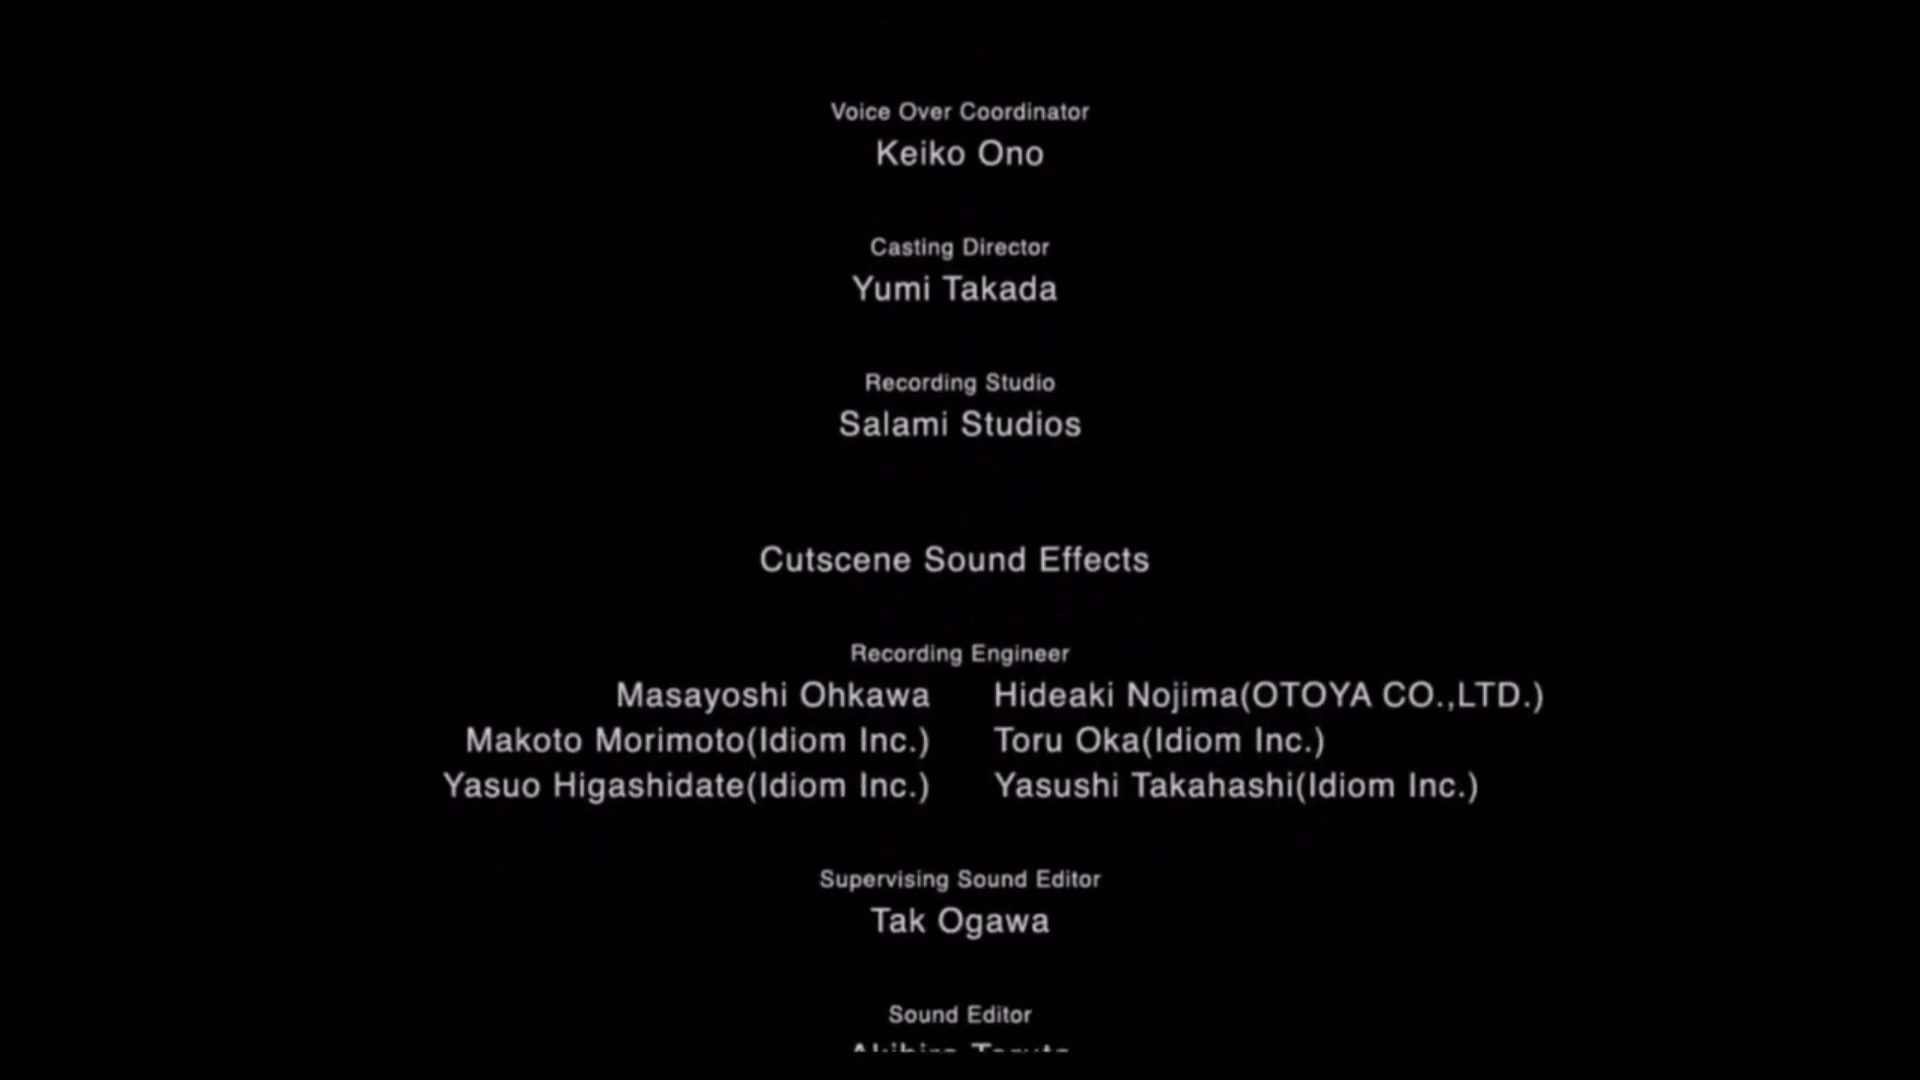 Voice Over Coordinator
Keiko Ono
Casting Director
Yumi Takada
Recording Studio
Salami Studios
Cutscene Sound Effects
Recording Engineer
Masayoshi Ohkawa Hideaki Nojima(OTOYA CO.,LTD.)
Makoto Morimoto(Idiom Inc.) Toru Oka(Idiom Inc.)
Yasuo Higashidate(Idiom Inc.) Yasushi Takahashi(Idiom Inc.)
Supervising Sound Editor
Tak Ogawa
Sound Editor